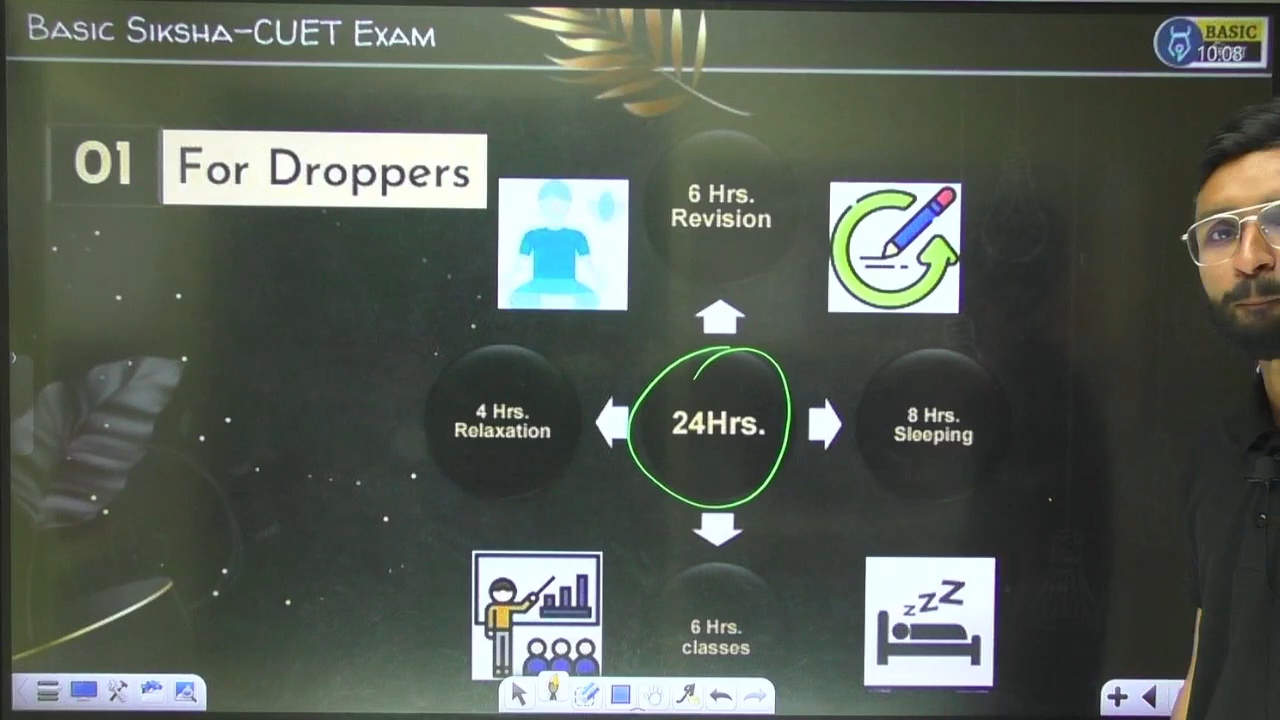 BASIC SIKSHA-CUET EXAM
BASIC
10:08
01
For Droppers
6 Hrs.
Revision
4 Hrs.
Relaxation
24Hrs.
8 Hrs.
Sleeping
6 Hrs.
classes
zzZ